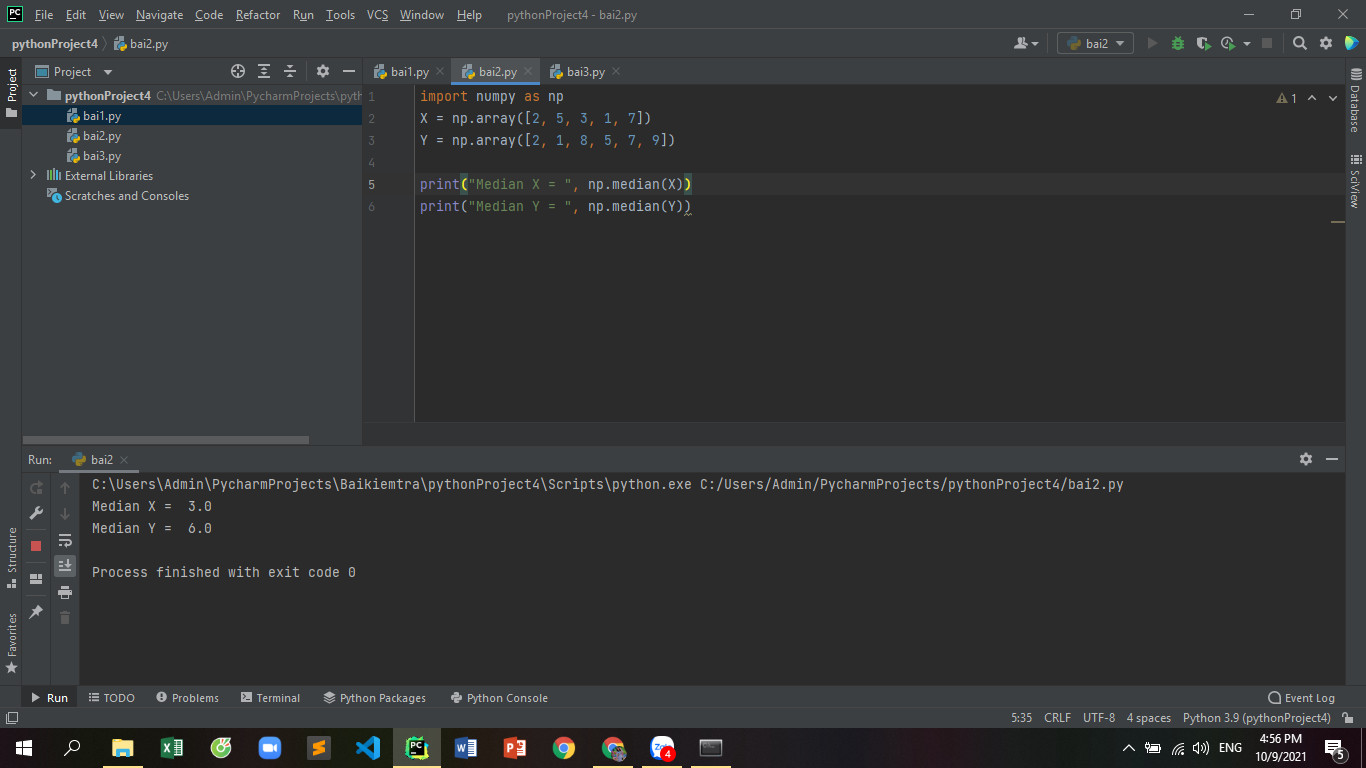 PC File Edit View Navigate Code Refactor Run Tools VCS Window Help pythonProject4 - bai2.py
pythonProject4 bai2.py bai2
Project
Project
bai1.py bai2.py bai3.py
pythonProject4 C:\Users\Admin\PycharmProjects\pyth
bai1.py
bai2.py
bai3.py
External Libraries
Scratches and Consoles
1 import numpy as np
2 X = np.array([2, 5, 3, 1, 7])
3 Y = np.array([2, 1, 8, 5, 7, 9])
4
5 print("Median X = ", np.median(X))
6 print("Median Y = ", np.median(Y))
1
Database
SciView
Run: bai2
C:\Users\Admin\PycharmProjects\Baikiemtra\pythonProject4\Scripts\python.exe C:/Users/Admin/PycharmProjects/pythonProject4/bai2.py
Median X =  3.0
Median Y =  6.0
Process finished with exit code 0
Structure
Favorites
Run TODO Problems Terminal Python Packages Python Console Event Log
5:35 CRLF UTF-8 4 spaces Python 3.9 (pythonProject4)
PC 4 ENG 4:56 PM
10/9/2021 5